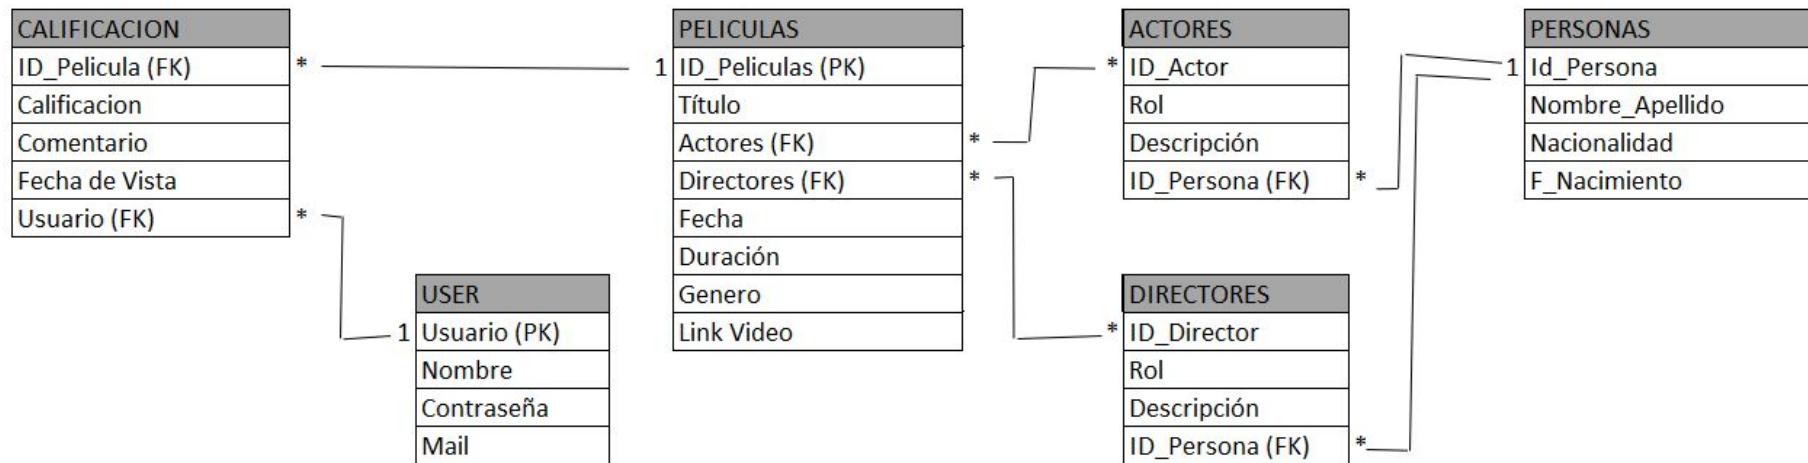 CALIFICACION
ID_Pelicula (FK) *
Calificacion
Comentario
Fecha de Vista
Usuario (FK) *
USER
1 Usuario (PK)
Nombre
Contraseña
Mail
PELICULAS
1 ID_Peliculas (PK)
Título
Actores (FK) *
Directores (FK) *
Fecha
Duración
Genero
Link Video
ACTORES
* ID_Actor
Rol
Descripción
ID_Persona (FK) *
DIRECTORES
* ID_Director
Rol
Descripción
ID_Persona (FK) *
PERSONAS
1 Id_Persona
Nombre_Apellido
Nacionalidad
F_Nacimiento